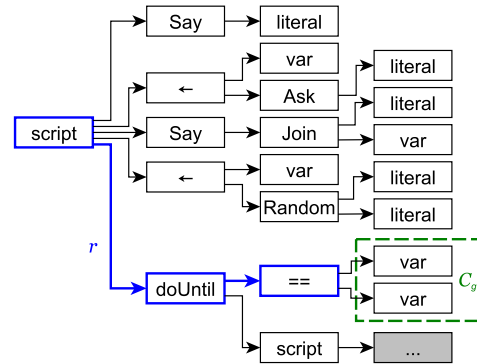 Say
literal
var
literal
←
Ask
literal
script
Say
Join
var
var
literal
←
Random
literal
r
var
C_g
doUntil
==
var
script
...